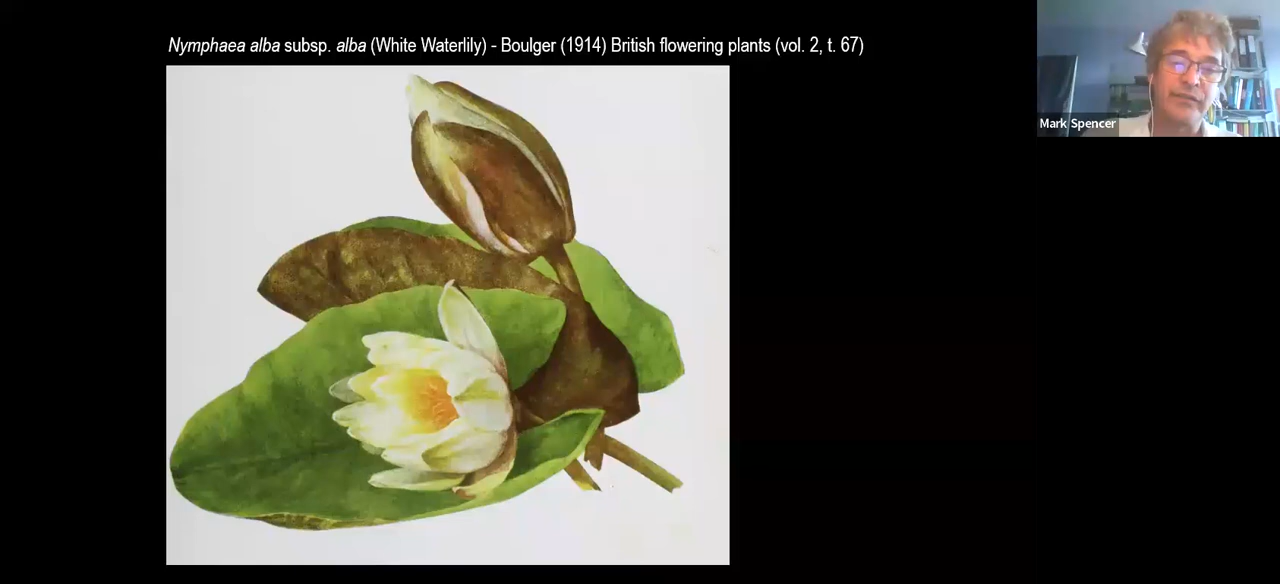 Nymphaea alba subsp. alba (White Waterlily) - Boulger (1914) British flowering plants (vol. 2, t. 67)
Mark Spencer